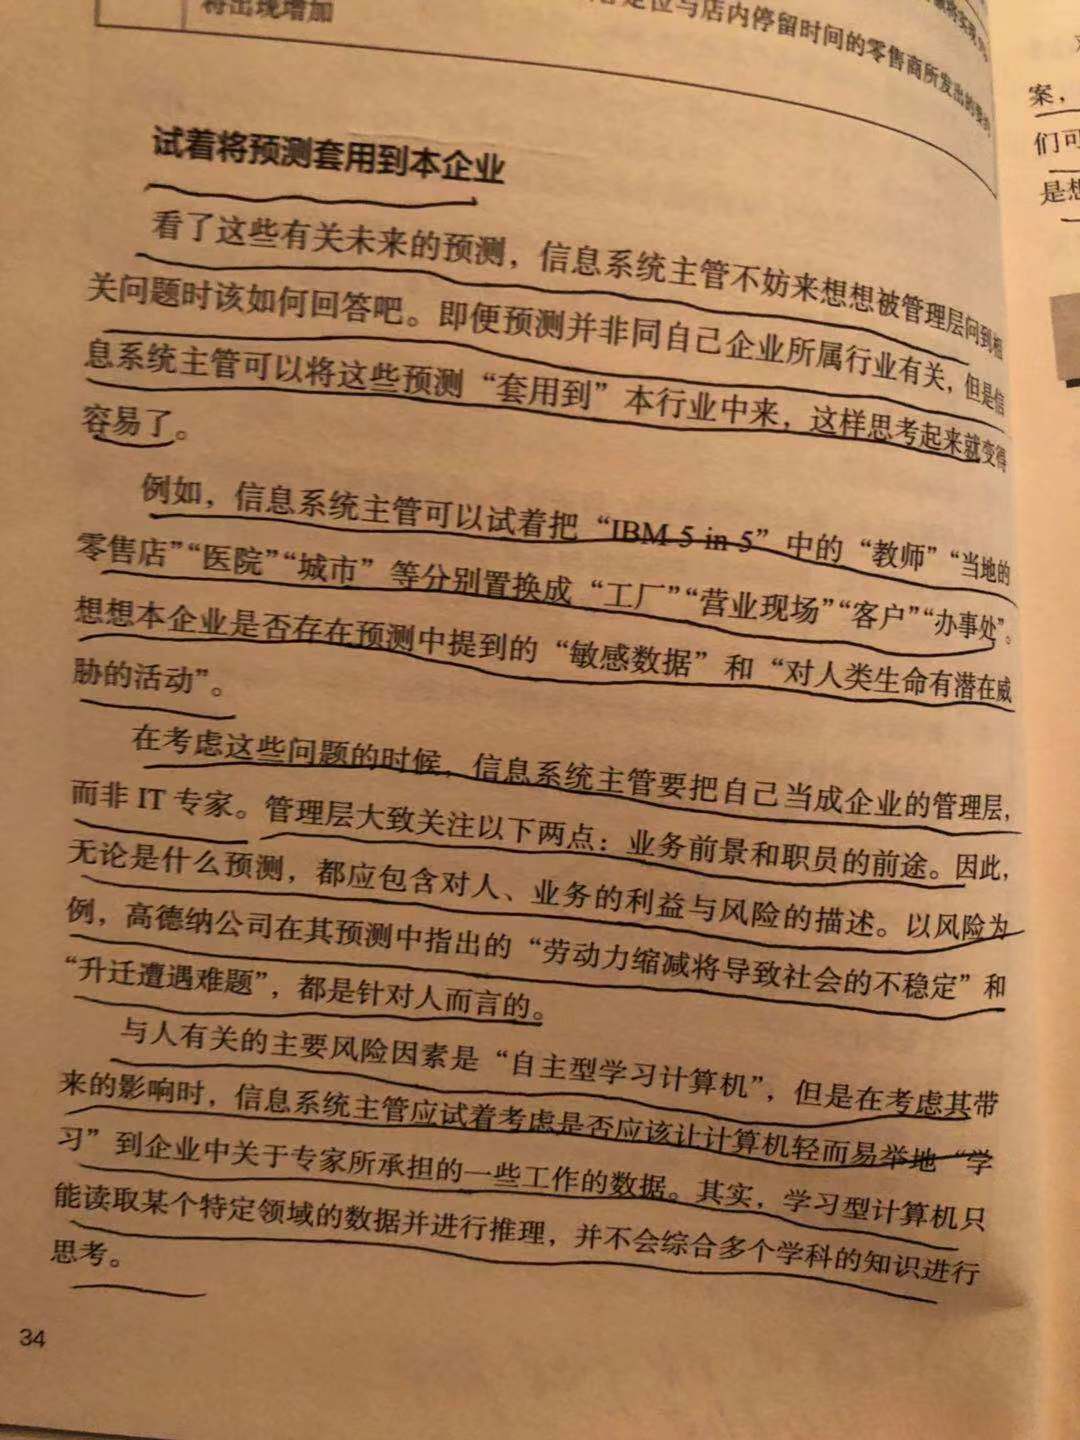 将出现增加
定位与店内停留时间的零售商所发出的
试着将预测套用到本企业
看了这些有关未来的预测，信息系统主管不妨来想想被管理层问到相
关问题时该如何回答吧。即便预测并非同自己企业所属行业有关，但是信
息系统主管可以将这些预测“套用到”本行业中来，这样思考起来就变得
容易了。
例如，信息系统主管可以试着把“IBM 5 in 5”中的“教师”“当地的
零售店”“医院”“城市”等分别置换成“工厂”“营业现场”“客户”“办事处”。
想想本企业是否存在预测中提到的“敏感数据”和“对人类生命有潜在威
胁的活动”。
在考虑这些问题的时候，信息系统主管要把自己当成企业的管理层，
而非 IT 专家。管理层大致关注以下两点：业务前景和职员的前途。因此，
无论是什么预测，都应包含对人、业务的利益与风险的描述。以风险为
例，高德纳公司在其预测中指出的“劳动力缩减将导致社会的不稳定”和
“升迁遭遇难题”，都是针对人而言的。
与人有关的主要风险因素是“自主型学习计算机”，但是在考虑其带
来的影响时，信息系统主管应试着考虑是否应该让计算机轻而易举地“学
习”到企业中关于专家所承担的一些工作的数据。其实，学习型计算机只
能读取某个特定领域的数据并进行推理，并不会综合多个学科的知识进行
思考。
34
案，
们可
是想